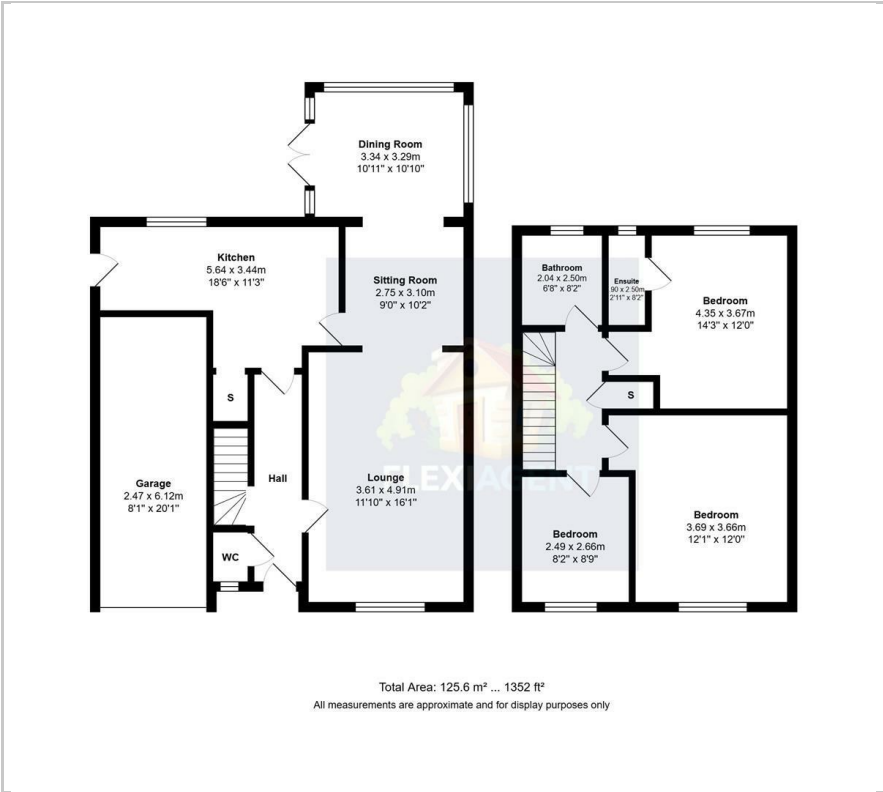 Dining Room
3.34 x 3.29m
10'11" x 10'10"
Kitchen
5.64 x 3.44m
18'6" x 11'3"
Sitting Room
2.75 x 3.10m
9'0" x 10'2"
S
Hall
Garage
2.47 x 6.12m
8'1" x 20'1"
Lounge
3.61 x 4.91m
11'10" x 16'1"
WC
Bathroom
2.04 x 2.50m
6'8" x 8'2"
Ensuite
.90 x 2.50m
2'11" x 8'2"
Bedroom
4.35 x 3.67m
14'3" x 12'0"
S
Bedroom
3.69 x 3.66m
12'1" x 12'0"
Bedroom
2.49 x 2.66m
8'2" x 8'9"
FLEXIAGENT
Total Area: 125.6 m² ... 1352 ft²
All measurements are approximate and for display purposes only